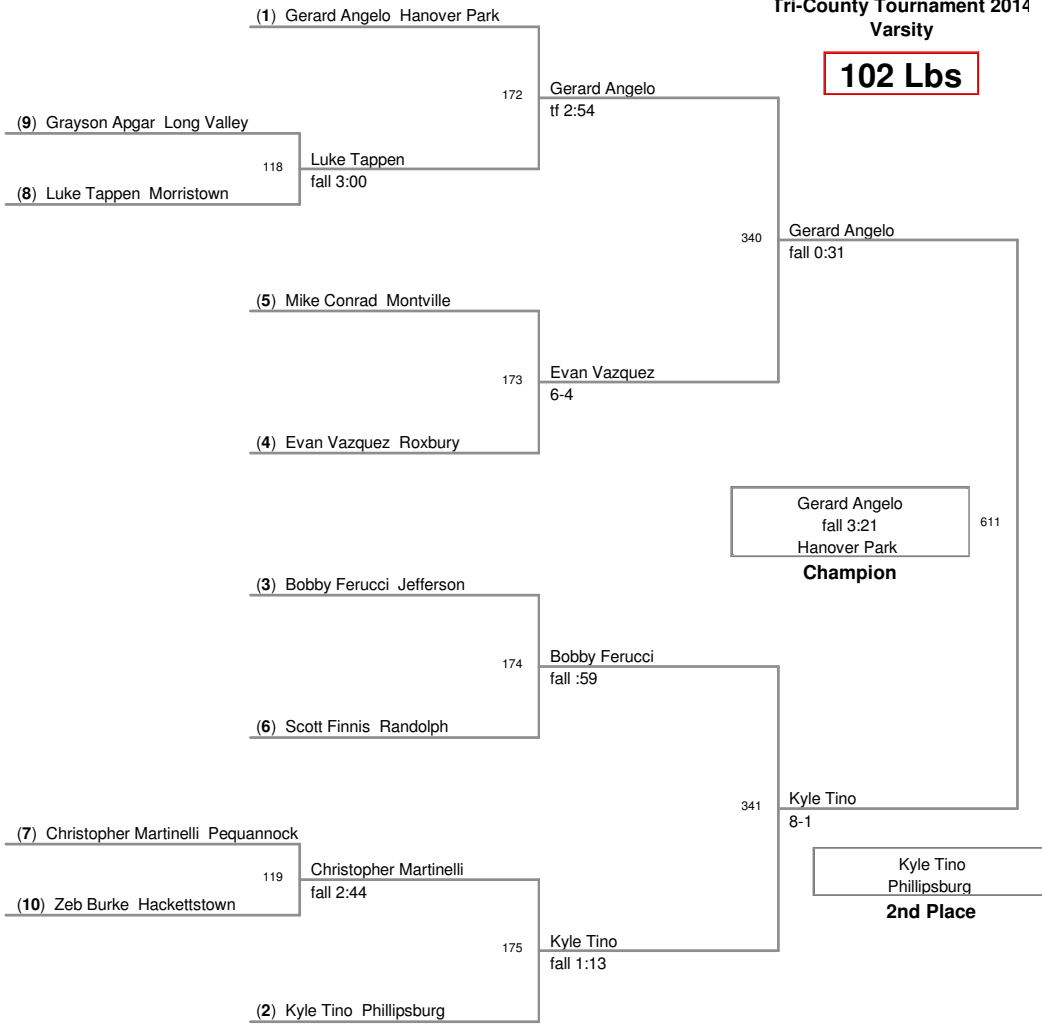 Tri-County Tournament 2014
Varsity
102 Lbs
(1) Gerard Angelo Hanover Park
172
Gerard Angelo
tf 2:54
(9) Grayson Apgar Long Valley
118
Luke Tappen
fall 3:00
(8) Luke Tappen Morristown
340
Gerard Angelo
fall 0:31
(5) Mike Conrad Montville
173
Evan Vazquez
6-4
(4) Evan Vazquez Roxbury
Gerard Angelo
fall 3:21
Hanover Park
611
Champion
(3) Bobby Ferucci Jefferson
174
Bobby Ferucci
fall :59
(6) Scott Finnis Randolph
341
Kyle Tino
8-1
(7) Christopher Martinelli Pequannock
119
Christopher Martinelli
fall 2:44
(10) Zeb Burke Hackettstown
Kyle Tino
Phillipsburg
2nd Place
175
Kyle Tino
fall 1:13
(2) Kyle Tino Phillipsburg